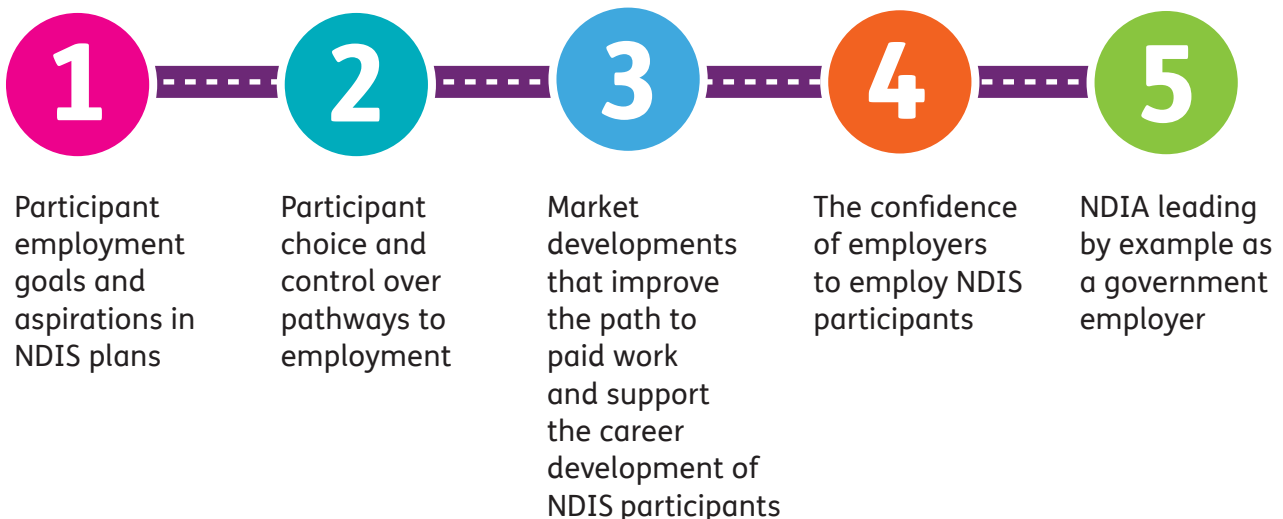 1
Participant
employment
goals and
aspirations in
NDIS plans
2
Participant
choice and
control over
pathways to
employment
3
Market
developments
that improve
the path to
paid work
and support
the career
development of
NDIS participants
4
The confidence
of employers
to employ NDIS
participants
5
NDIA leading
by example as
a government
employer